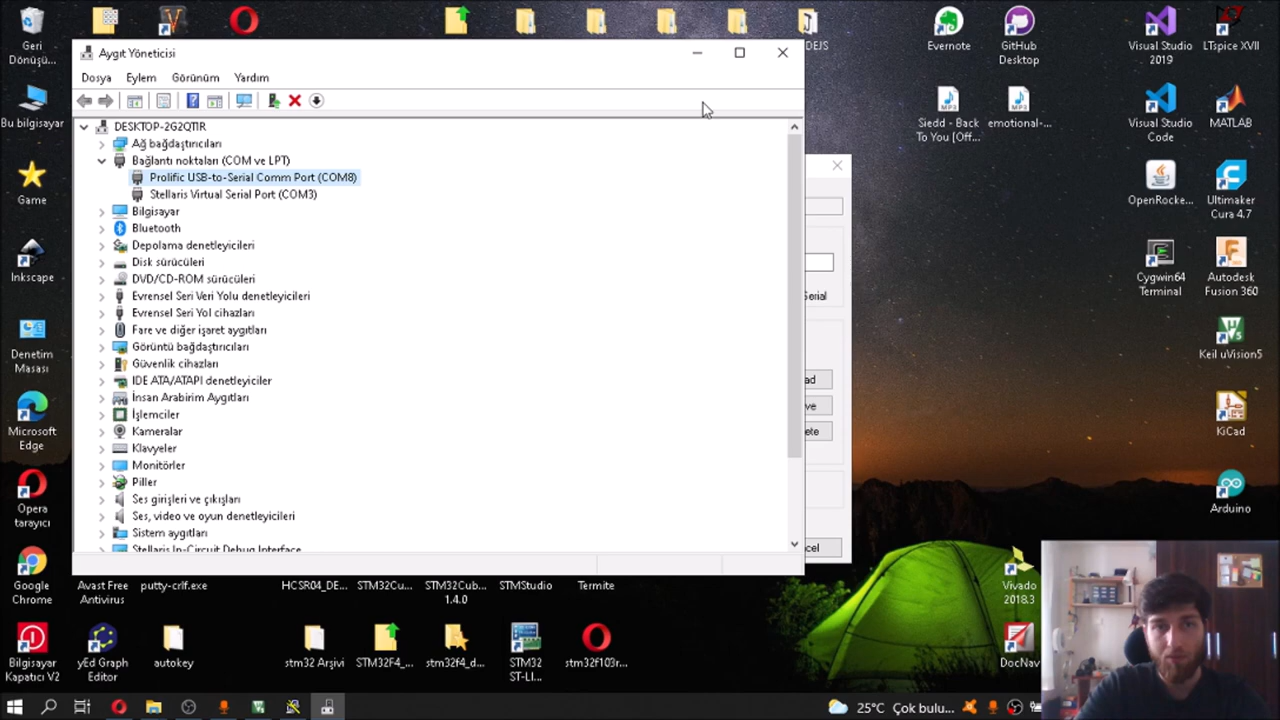 Geri
Dönüşü...
Bu bilgisayar
Game
Inkscape
Denetim
Masası
Microsoft
Edge
Opera
tarayıcı
Google
Chrome
Bilgisayar
Kapatıcı V2
Aygıt Yöneticisi
Dosya Eylem Görünüm Yardım
DESKTOP-2G2QTIR
Ağ bağdaştırıcıları
Bağlantı noktaları (COM ve LPT)
Prolific USB-to-Serial Comm Port (COM8)
Stellaris Virtual Serial Port (COM3)
Bilgisayar
Bluetooth
Depolama denetleyicileri
Disk sürücüleri
DVD/CD-ROM sürücüleri
Evrensel Seri Veri Yolu denetleyicileri
Evrensel Seri Yol cihazları
Fare ve diğer işaret aygıtları
Görüntü bağdaştırıcıları
Güvenlik cihazları
IDE ATA/ATAPI denetleyiciler
İnsan Arabirim Aygıtları
İşlemciler
Kameralar
Klavyeler
Monitörler
Piller
Ses girişleri ve çıkışları
Ses, video ve oyun denetleyicileri
Sistem aygıtları
Stellaris In-Circuit Debug Interface
DEJS
Serial
ad
ve
ete
cel
Evernote
GitHub
Desktop
Visual Studio
2019
LTspice XVII
Siedd - Back
To You [Off...
emotional-...
Visual Studio
Code
MATLAB
OpenRocke...
Ultimaker
Cura 4.7
Cygwin64
Terminal
Autodesk
Fusion 360
Keil uVision5
KiCad
Arduino
Vivado
2018.3
DocNav
Avast Free
Antivirus
putty-crlf.exe
HCSR04_DE...
STM32Cu...
STM32Cub...
1.4.0
STMStudio
Termite
yEd Graph
Editor
autokey
stm32 Arşivi
STM32F4_...
stm32f4_d...
STM32
ST-LI...
stm32f103r...
25°C Çok bulu...